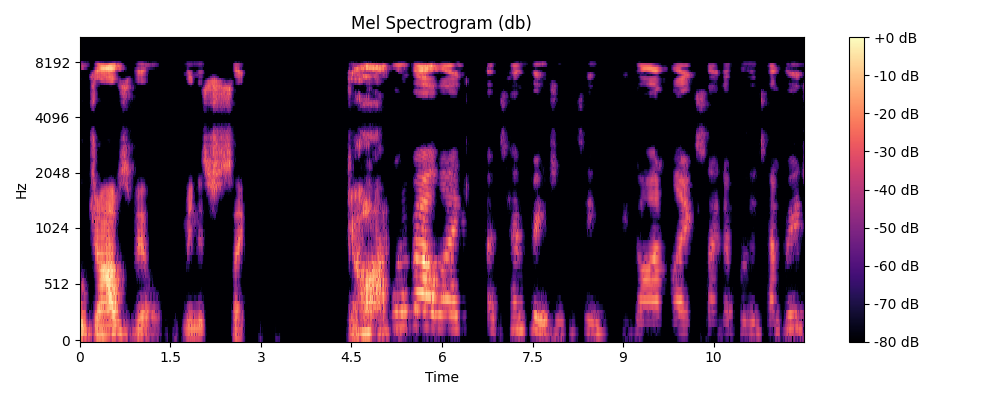 Mel Spectrogram (db)
Hz
8192
4096
2048
1024
512
0
0 1.5 3 4.5 6 7.5 9 10
Time
+0 dB
-10 dB
-20 dB
-30 dB
-40 dB
-50 dB
-60 dB
-70 dB
-80 dB